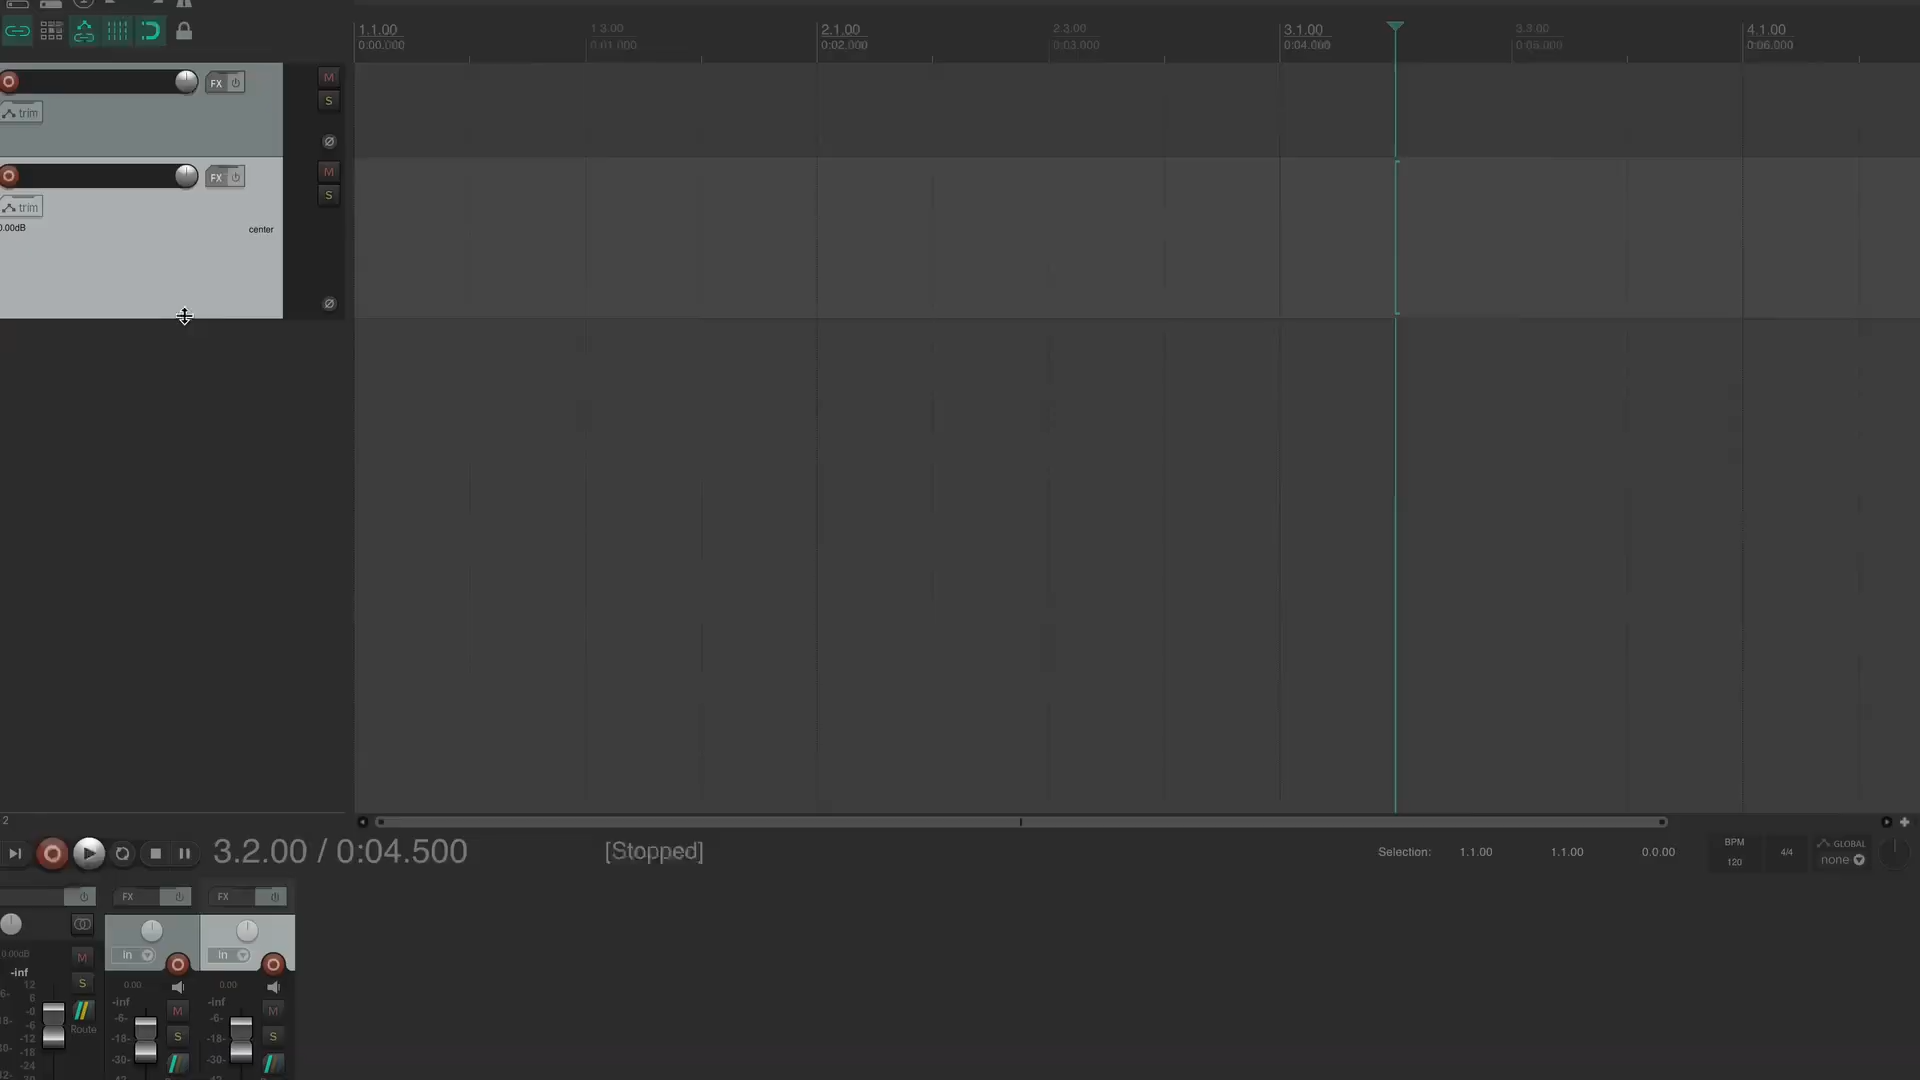 1.1.00
0:00.000
1.3.00
0:01.000
2.1.00
0:02.000
2.3.00
0:03.000
3.1.00
0:04.000
3.3.00
0:05.000
4.1.00
0:06.000
FX
M
S
trim
FX
M
S
trim
0.00dB
center
2
3.2.00 / 0:04.500
[Stopped]
Selection:
1.1.00
1.1.00
0.0.00
BPM
120
4/4
GLOBAL
none
FX
FX
In
In
0.00dB
M
-inf
S
12
6
-0
-6
-12
-18
-24
Route
0.00
-inf
M
-6-
-18-
S
-30-
0.00
-inf
M
-6-
-18-
S
-30-